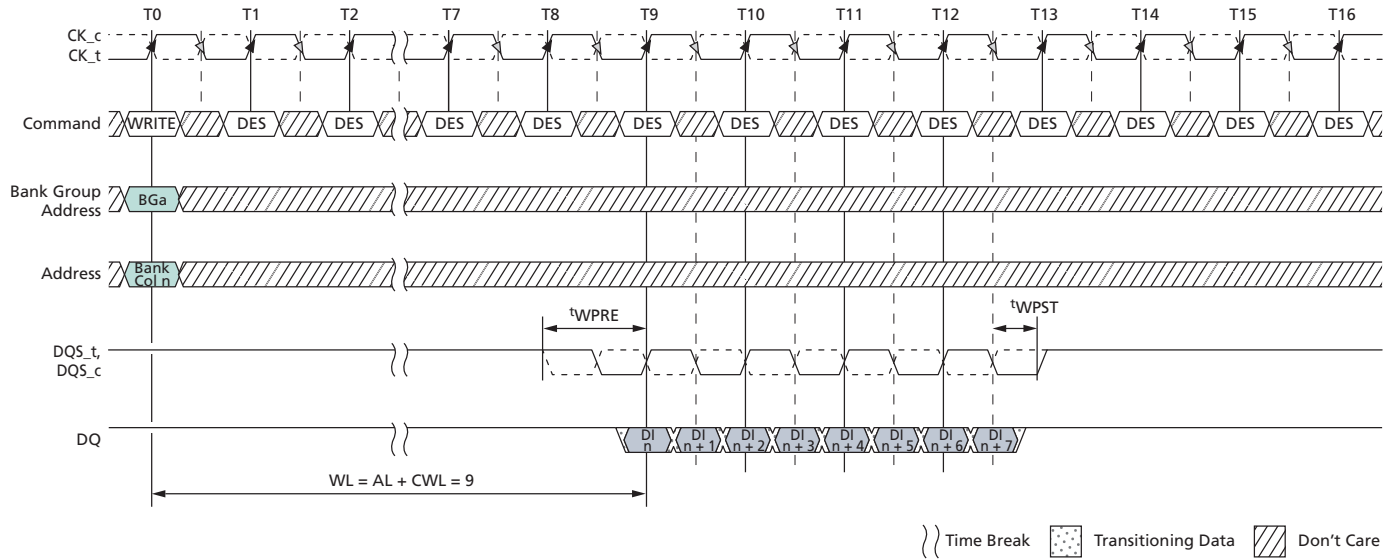 T0 T1 T2 T7 T8 T9 T10 T11 T12 T13 T14 T15 T16
CK_c
CK_t
Command WRITE DES DES DES DES DES DES DES DES DES DES DES DES
Bank Group
Address
BGa
Address
Bank
Col n
tWPRE tWPST
DQS_t,
DQS_c
DQ
DI
n
DI
n + 1
DI
n + 2
DI
n + 3
DI
n + 4
DI
n + 5
DI
n + 6
DI
n + 7
WL = AL + CWL = 9
Time Break Transitioning Data Don’t Care